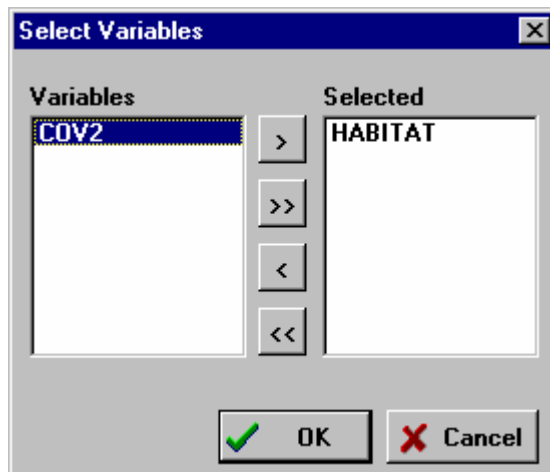 Select Variables
Variables
Selected
COV2
HABITAT
>
>>
<
<<
OK
Cancel